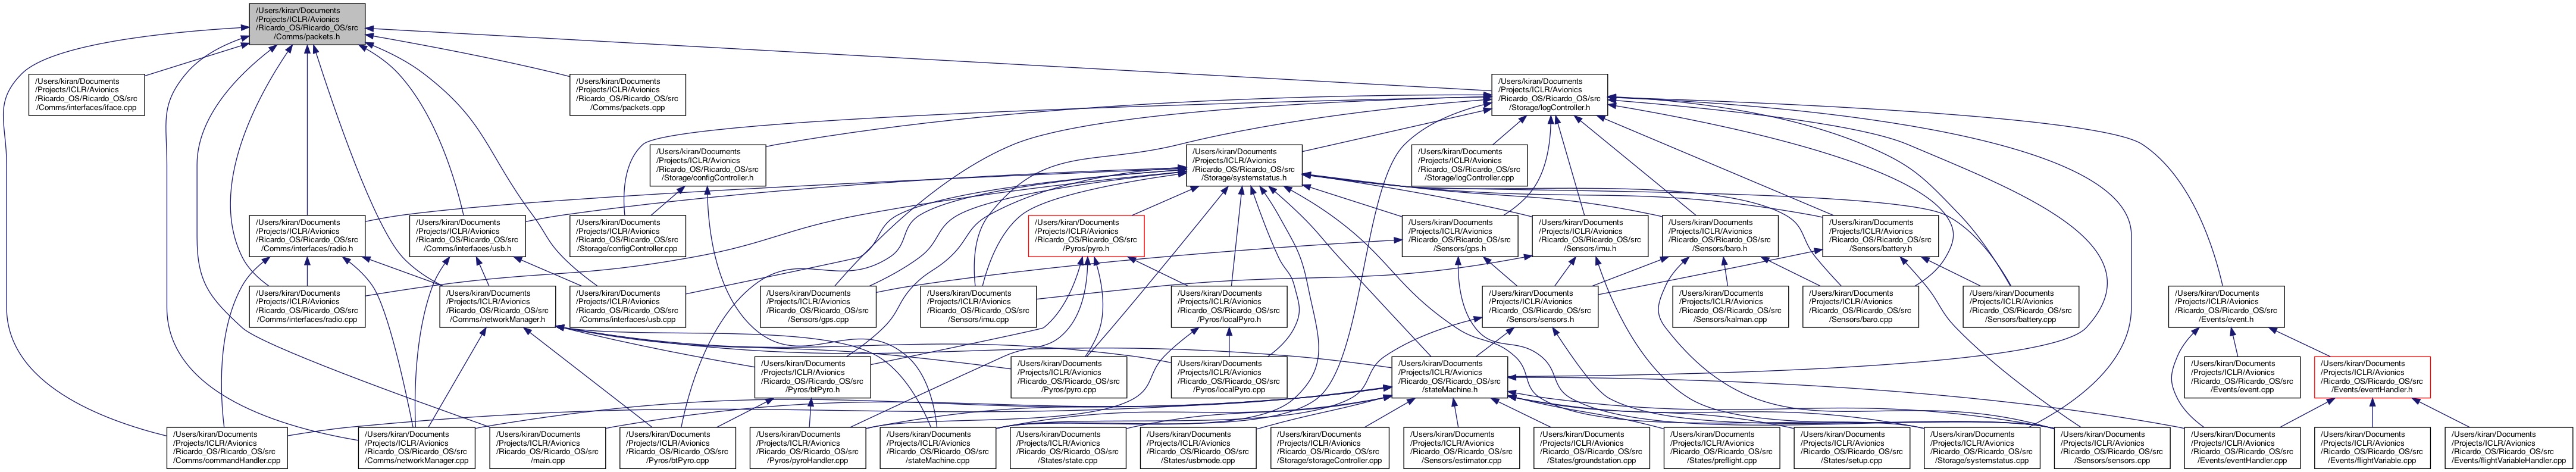 /Users/kiran/Documents
/Projects/ICLR/Avionics
/Ricardo_OS/Ricardo_OS/src
/Comms/packets.h
/Users/kiran/Documents
/Projects/ICLR/Avionics
/Ricardo_OS/Ricardo_OS/src
/Comms/interfaces/iface.cpp
/Users/kiran/Documents
/Projects/ICLR/Avionics
/Ricardo_OS/Ricardo_OS/src
/Comms/packets.cpp
/Users/kiran/Documents
/Projects/ICLR/Avionics
/Ricardo_OS/Ricardo_OS/src
/Storage/logController.h
/Users/kiran/Documents
/Projects/ICLR/Avionics
/Ricardo_OS/Ricardo_OS/src
/Storage/configController.h
/Users/kiran/Documents
/Projects/ICLR/Avionics
/Ricardo_OS/Ricardo_OS/src
/Storage/systemstatus.h
/Users/kiran/Documents
/Projects/ICLR/Avionics
/Ricardo_OS/Ricardo_OS/src
/Storage/logController.cpp
/Users/kiran/Documents
/Projects/ICLR/Avionics
/Ricardo_OS/Ricardo_OS/src
/Comms/interfaces/radio.h
/Users/kiran/Documents
/Projects/ICLR/Avionics
/Ricardo_OS/Ricardo_OS/src
/Comms/interfaces/usb.h
/Users/kiran/Documents
/Projects/ICLR/Avionics
/Ricardo_OS/Ricardo_OS/src
/Storage/configController.cpp
/Users/kiran/Documents
/Projects/ICLR/Avionics
/Ricardo_OS/Ricardo_OS/src
/Pyros/pyro.h
/Users/kiran/Documents
/Projects/ICLR/Avionics
/Ricardo_OS/Ricardo_OS/src
/Sensors/gps.h
/Users/kiran/Documents
/Projects/ICLR/Avionics
/Ricardo_OS/Ricardo_OS/src
/Sensors/imu.h
/Users/kiran/Documents
/Projects/ICLR/Avionics
/Ricardo_OS/Ricardo_OS/src
/Sensors/baro.h
/Users/kiran/Documents
/Projects/ICLR/Avionics
/Ricardo_OS/Ricardo_OS/src
/Sensors/battery.h
/Users/kiran/Documents
/Projects/ICLR/Avionics
/Ricardo_OS/Ricardo_OS/src
/Comms/interfaces/radio.cpp
/Users/kiran/Documents
/Projects/ICLR/Avionics
/Ricardo_OS/Ricardo_OS/src
/Comms/networkManager.h
/Users/kiran/Documents
/Projects/ICLR/Avionics
/Ricardo_OS/Ricardo_OS/src
/Comms/interfaces/usb.cpp
/Users/kiran/Documents
/Projects/ICLR/Avionics
/Ricardo_OS/Ricardo_OS/src
/Sensors/gps.cpp
/Users/kiran/Documents
/Projects/ICLR/Avionics
/Ricardo_OS/Ricardo_OS/src
/Sensors/imu.cpp
/Users/kiran/Documents
/Projects/ICLR/Avionics
/Ricardo_OS/Ricardo_OS/src
/Pyros/localPyro.h
/Users/kiran/Documents
/Projects/ICLR/Avionics
/Ricardo_OS/Ricardo_OS/src
/Sensors/sensors.h
/Users/kiran/Documents
/Projects/ICLR/Avionics
/Ricardo_OS/Ricardo_OS/src
/Sensors/kalman.cpp
/Users/kiran/Documents
/Projects/ICLR/Avionics
/Ricardo_OS/Ricardo_OS/src
/Sensors/baro.cpp
/Users/kiran/Documents
/Projects/ICLR/Avionics
/Ricardo_OS/Ricardo_OS/src
/Sensors/battery.cpp
/Users/kiran/Documents
/Projects/ICLR/Avionics
/Ricardo_OS/Ricardo_OS/src
/Events/event.h
/Users/kiran/Documents
/Projects/ICLR/Avionics
/Ricardo_OS/Ricardo_OS/src
/Pyros/btPyro.h
/Users/kiran/Documents
/Projects/ICLR/Avionics
/Ricardo_OS/Ricardo_OS/src
/Pyros/pyro.cpp
/Users/kiran/Documents
/Projects/ICLR/Avionics
/Ricardo_OS/Ricardo_OS/src
/Pyros/localPyro.cpp
/Users/kiran/Documents
/Projects/ICLR/Avionics
/Ricardo_OS/Ricardo_OS/src
/stateMachine.h
/Users/kiran/Documents
/Projects/ICLR/Avionics
/Ricardo_OS/Ricardo_OS/src
/Events/event.cpp
/Users/kiran/Documents
/Projects/ICLR/Avionics
/Ricardo_OS/Ricardo_OS/src
/Events/eventHandler.h
/Users/kiran/Documents
/Projects/ICLR/Avionics
/Ricardo_OS/Ricardo_OS/src
/Comms/commandHandler.cpp
/Users/kiran/Documents
/Projects/ICLR/Avionics
/Ricardo_OS/Ricardo_OS/src
/Comms/networkManager.cpp
/Users/kiran/Documents
/Projects/ICLR/Avionics
/Ricardo_OS/Ricardo_OS/src
/main.cpp
/Users/kiran/Documents
/Projects/ICLR/Avionics
/Ricardo_OS/Ricardo_OS/src
/Pyros/btPyro.cpp
/Users/kiran/Documents
/Projects/ICLR/Avionics
/Ricardo_OS/Ricardo_OS/src
/Pyros/pyroHandler.cpp
/Users/kiran/Documents
/Projects/ICLR/Avionics
/Ricardo_OS/Ricardo_OS/src
/stateMachine.cpp
/Users/kiran/Documents
/Projects/ICLR/Avionics
/Ricardo_OS/Ricardo_OS/src
/States/state.cpp
/Users/kiran/Documents
/Projects/ICLR/Avionics
/Ricardo_OS/Ricardo_OS/src
/States/usbmode.cpp
/Users/kiran/Documents
/Projects/ICLR/Avionics
/Ricardo_OS/Ricardo_OS/src
/Storage/storageController.cpp
/Users/kiran/Documents
/Projects/ICLR/Avionics
/Ricardo_OS/Ricardo_OS/src
/Sensors/estimator.cpp
/Users/kiran/Documents
/Projects/ICLR/Avionics
/Ricardo_OS/Ricardo_OS/src
/States/groundstation.cpp
/Users/kiran/Documents
/Projects/ICLR/Avionics
/Ricardo_OS/Ricardo_OS/src
/States/preflight.cpp
/Users/kiran/Documents
/Projects/ICLR/Avionics
/Ricardo_OS/Ricardo_OS/src
/States/setup.cpp
/Users/kiran/Documents
/Projects/ICLR/Avionics
/Ricardo_OS/Ricardo_OS/src
/Storage/systemstatus.cpp
/Users/kiran/Documents
/Projects/ICLR/Avionics
/Ricardo_OS/Ricardo_OS/src
/Sensors/sensors.cpp
/Users/kiran/Documents
/Projects/ICLR/Avionics
/Ricardo_OS/Ricardo_OS/src
/Events/eventHandler.cpp
/Users/kiran/Documents
/Projects/ICLR/Avionics
/Ricardo_OS/Ricardo_OS/src
/Events/flightVariable.cpp
/Users/kiran/Documents
/Projects/ICLR/Avionics
/Ricardo_OS/Ricardo_OS/src
/Events/flightVariableHandler.cpp